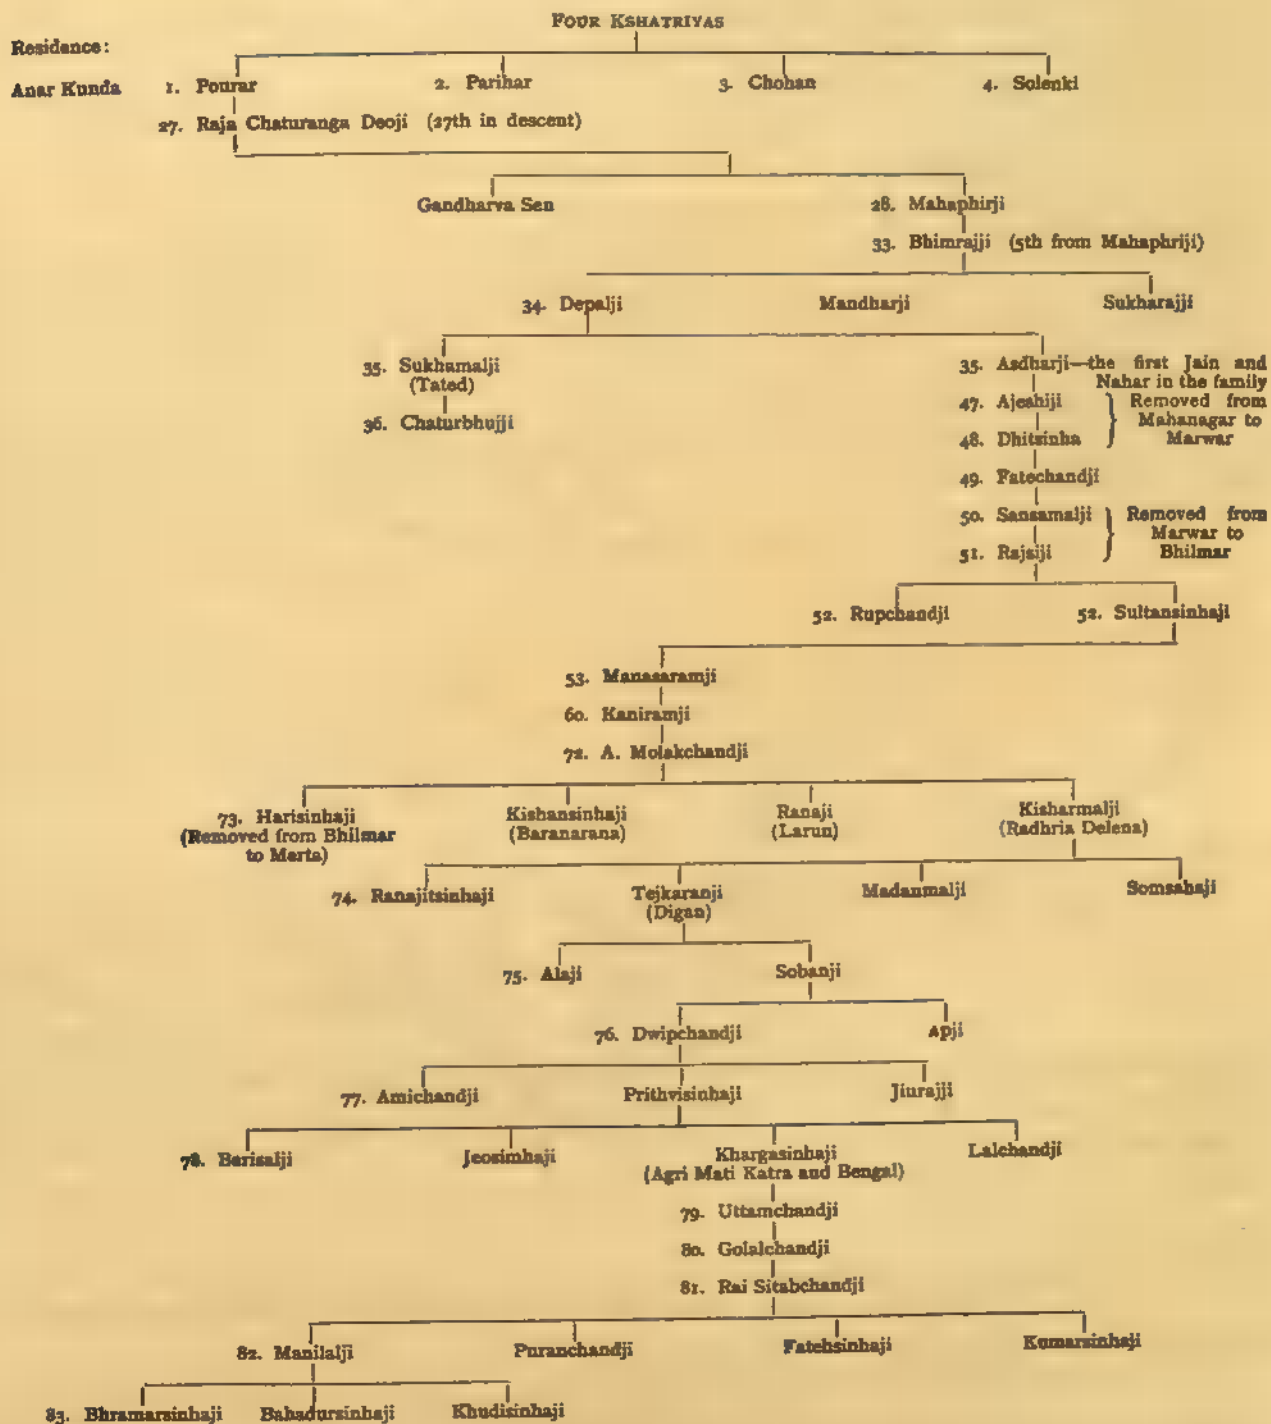 FOUR KSHATRIYAS
Residance:
Anar Kunda 1. Pourar 2. Parihar 3. Chohan 4. Solenki
27. Raja Chaturanga Deoji (27th in descent)
Gandharva Sen 28. Mahaphirji
33. Bhimrajji (5th from Mahaphriji)
34. Depalji Mandharji Sukharajji
35. Sukhamalji 35. Asdharji—the first Jain and
(Tated) Nahar in the family
36. Chaturbhujji 47. Ajeshiji Removed from
Mahanagar to
48. Dhitsinha Marwar
49. Fatechandji
50. Sansamalji Removed from
Marwar to
51. Rajsiji Bhilmar
52. Rupchandji 52. Sultansinhaji
53. Manasaramji
60. Kaniramji
72. A. Molakchandji
73. Harisinhaji Kishansinhaji Ranaji Kisharmalji
(Removed from Bhilmar (Baranarana) (Larun) (Radhria Delena)
to Merta)
74. Ranajitsinhaji Tejkaranji Madanmalji Somsahaji
(Digan)
75. Alaji Sobanji
76. Dwipchandji Apji
77. Amichandji Prithvisinhaji Jiurajji
78. Berisalji Jeosimhaji Khargasinhaji Lalchandji
(Agri Mati Katra and Bengal)
79. Uttamchandji
80. Golalchandji
81. Rai Sitabchandji
82. Manilalji Puranchandji Fatehsinhaji Kumarsinhaji
83. Bhramarsinhaji Bahadursinhaji Khudisinhaji